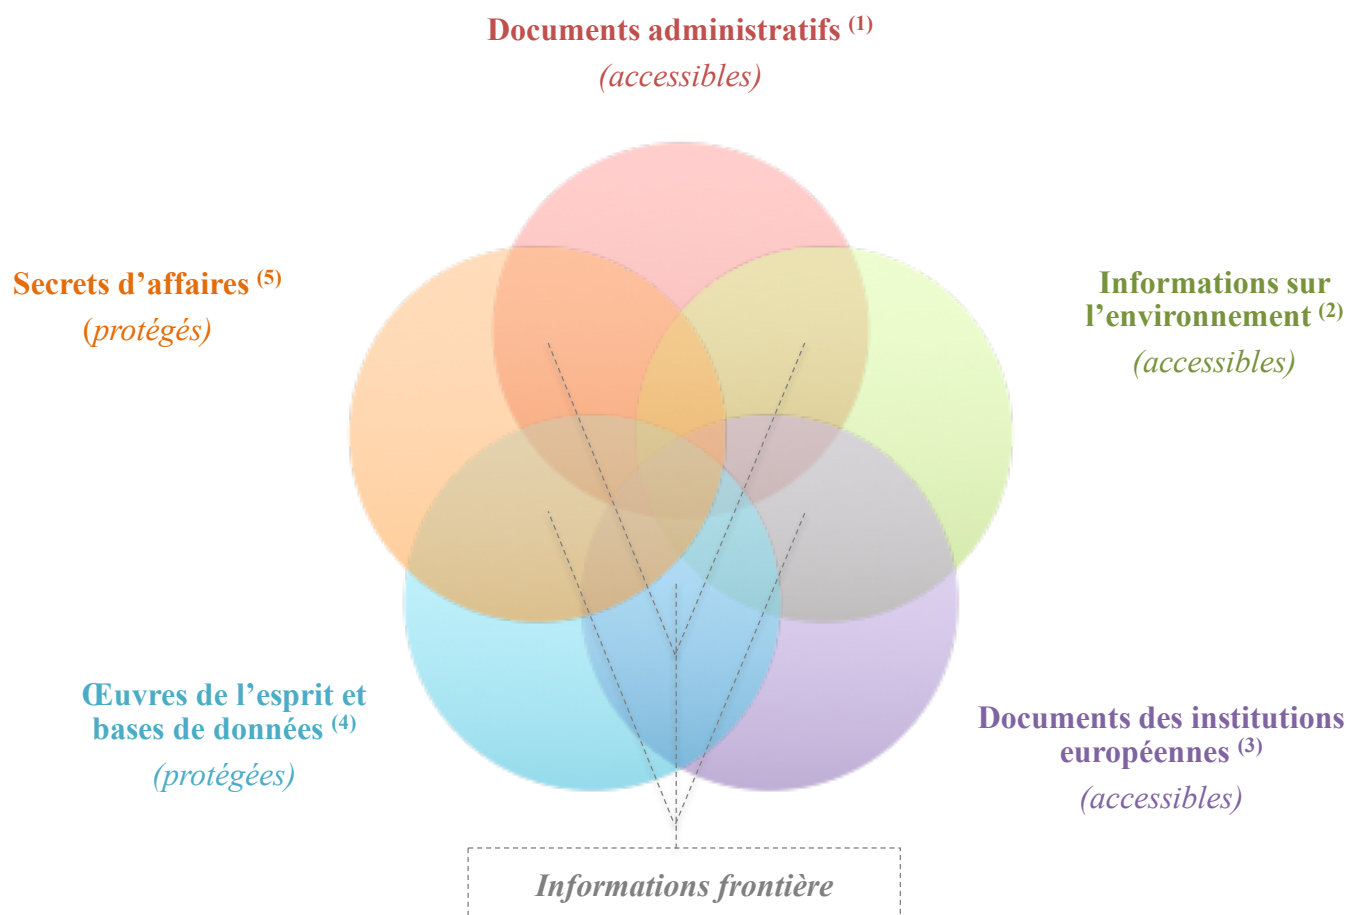 Documents administratifs (1)
(accessibles)
Secrets d’affaires (5)
(protégés)
Informations sur
l’environnement (2)
(accessibles)
Œuvres de l’esprit et
bases de données (4)
(protégées)
Documents des institutions
européennes (3)
(accessibles)
Informations frontière